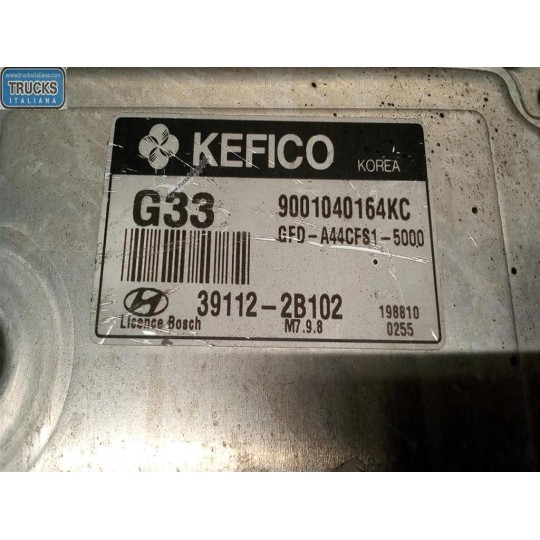 www.trucksitaliana.com
TRUCKS
ITALIANA
KEFICO
KOREA
G33
9001040164KC
GFD-A44CFS1-5000
39112-2B102
198810
Licence Bosch
M7.9.8
0255